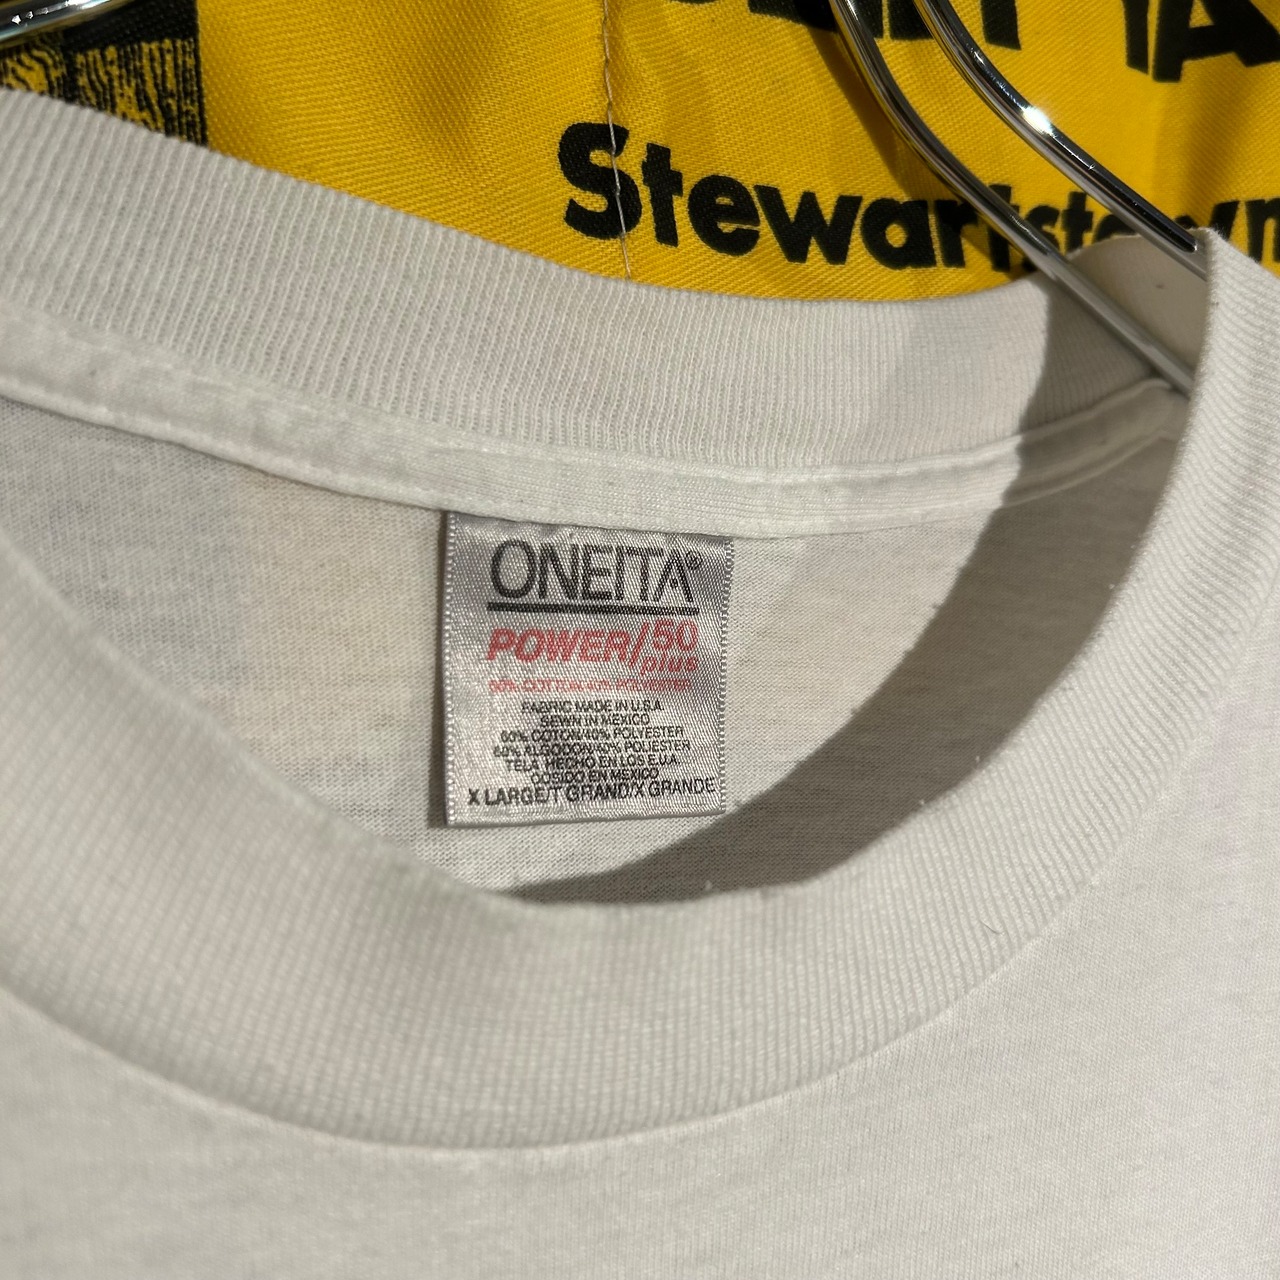 Stewartstown
ONEITA®
POWER/50
plus
FABRIC MADE IN U.S.A.
SEWN IN MEXICO
60% COTON/40% POLYESTER
60% ALGODON/40% POLIESTER
TELA HECHO EN LOS E.U.A.
COSIDO EN MEXICO
X LARGE/T GRAND/X GRANDE